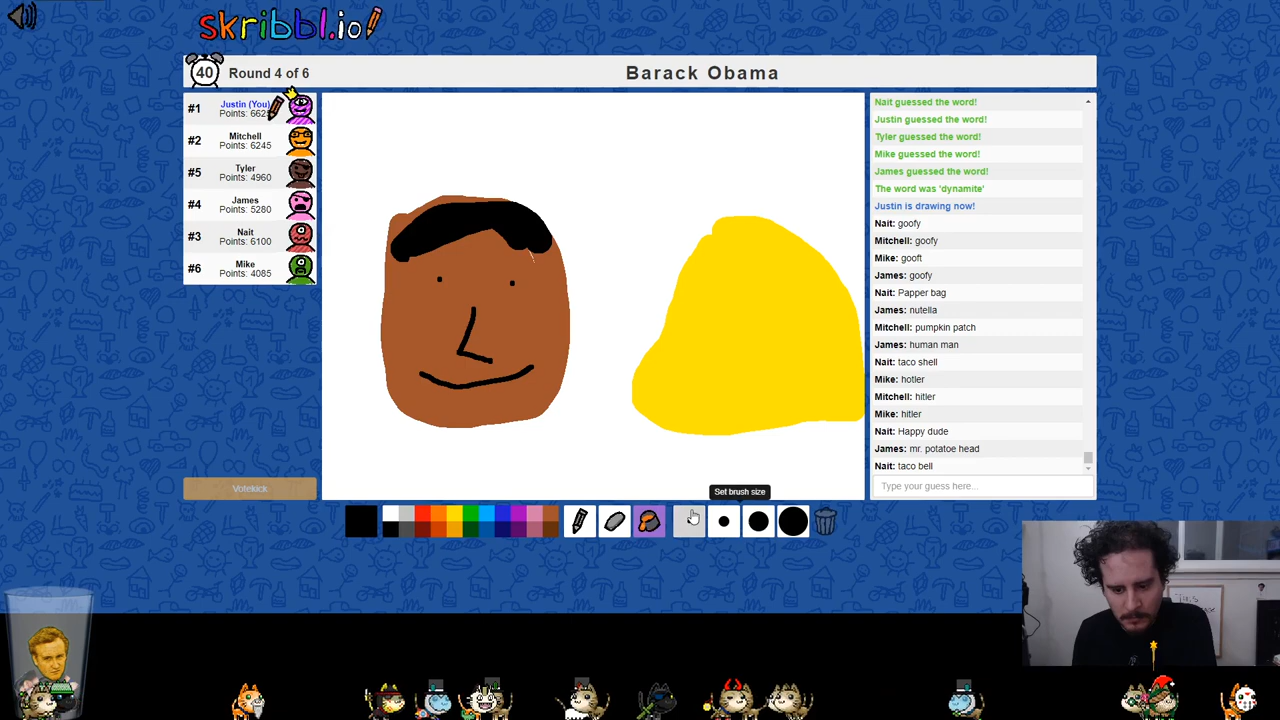 skribbl.io
40
Round 4 of 6
Barack Obama
#1
Justin (You)
Points: 662
#2
Mitchell
Points: 6245
#5
Tyler
Points: 4960
#4
James
Points: 5280
#3
Nait
Points: 6100
#6
Mike
Points: 4085
Votekick
Nait guessed the word!
Justin guessed the word!
Tyler guessed the word!
Mike guessed the word!
James guessed the word!
The word was 'dynamite'
Justin is drawing now!
Nait: goofy
Mitchell: goofy
Mike: gooft
James: goofy
Nait: Papper bag
James: nutella
Mitchell: pumpkin patch
James: human man
Nait: taco shell
Mike: hotler
Mitchell: hitler
Mike: hitler
Nait: Happy dude
James: mr. potatoe head
Nait: taco bell
Type your guess here...
Set brush size